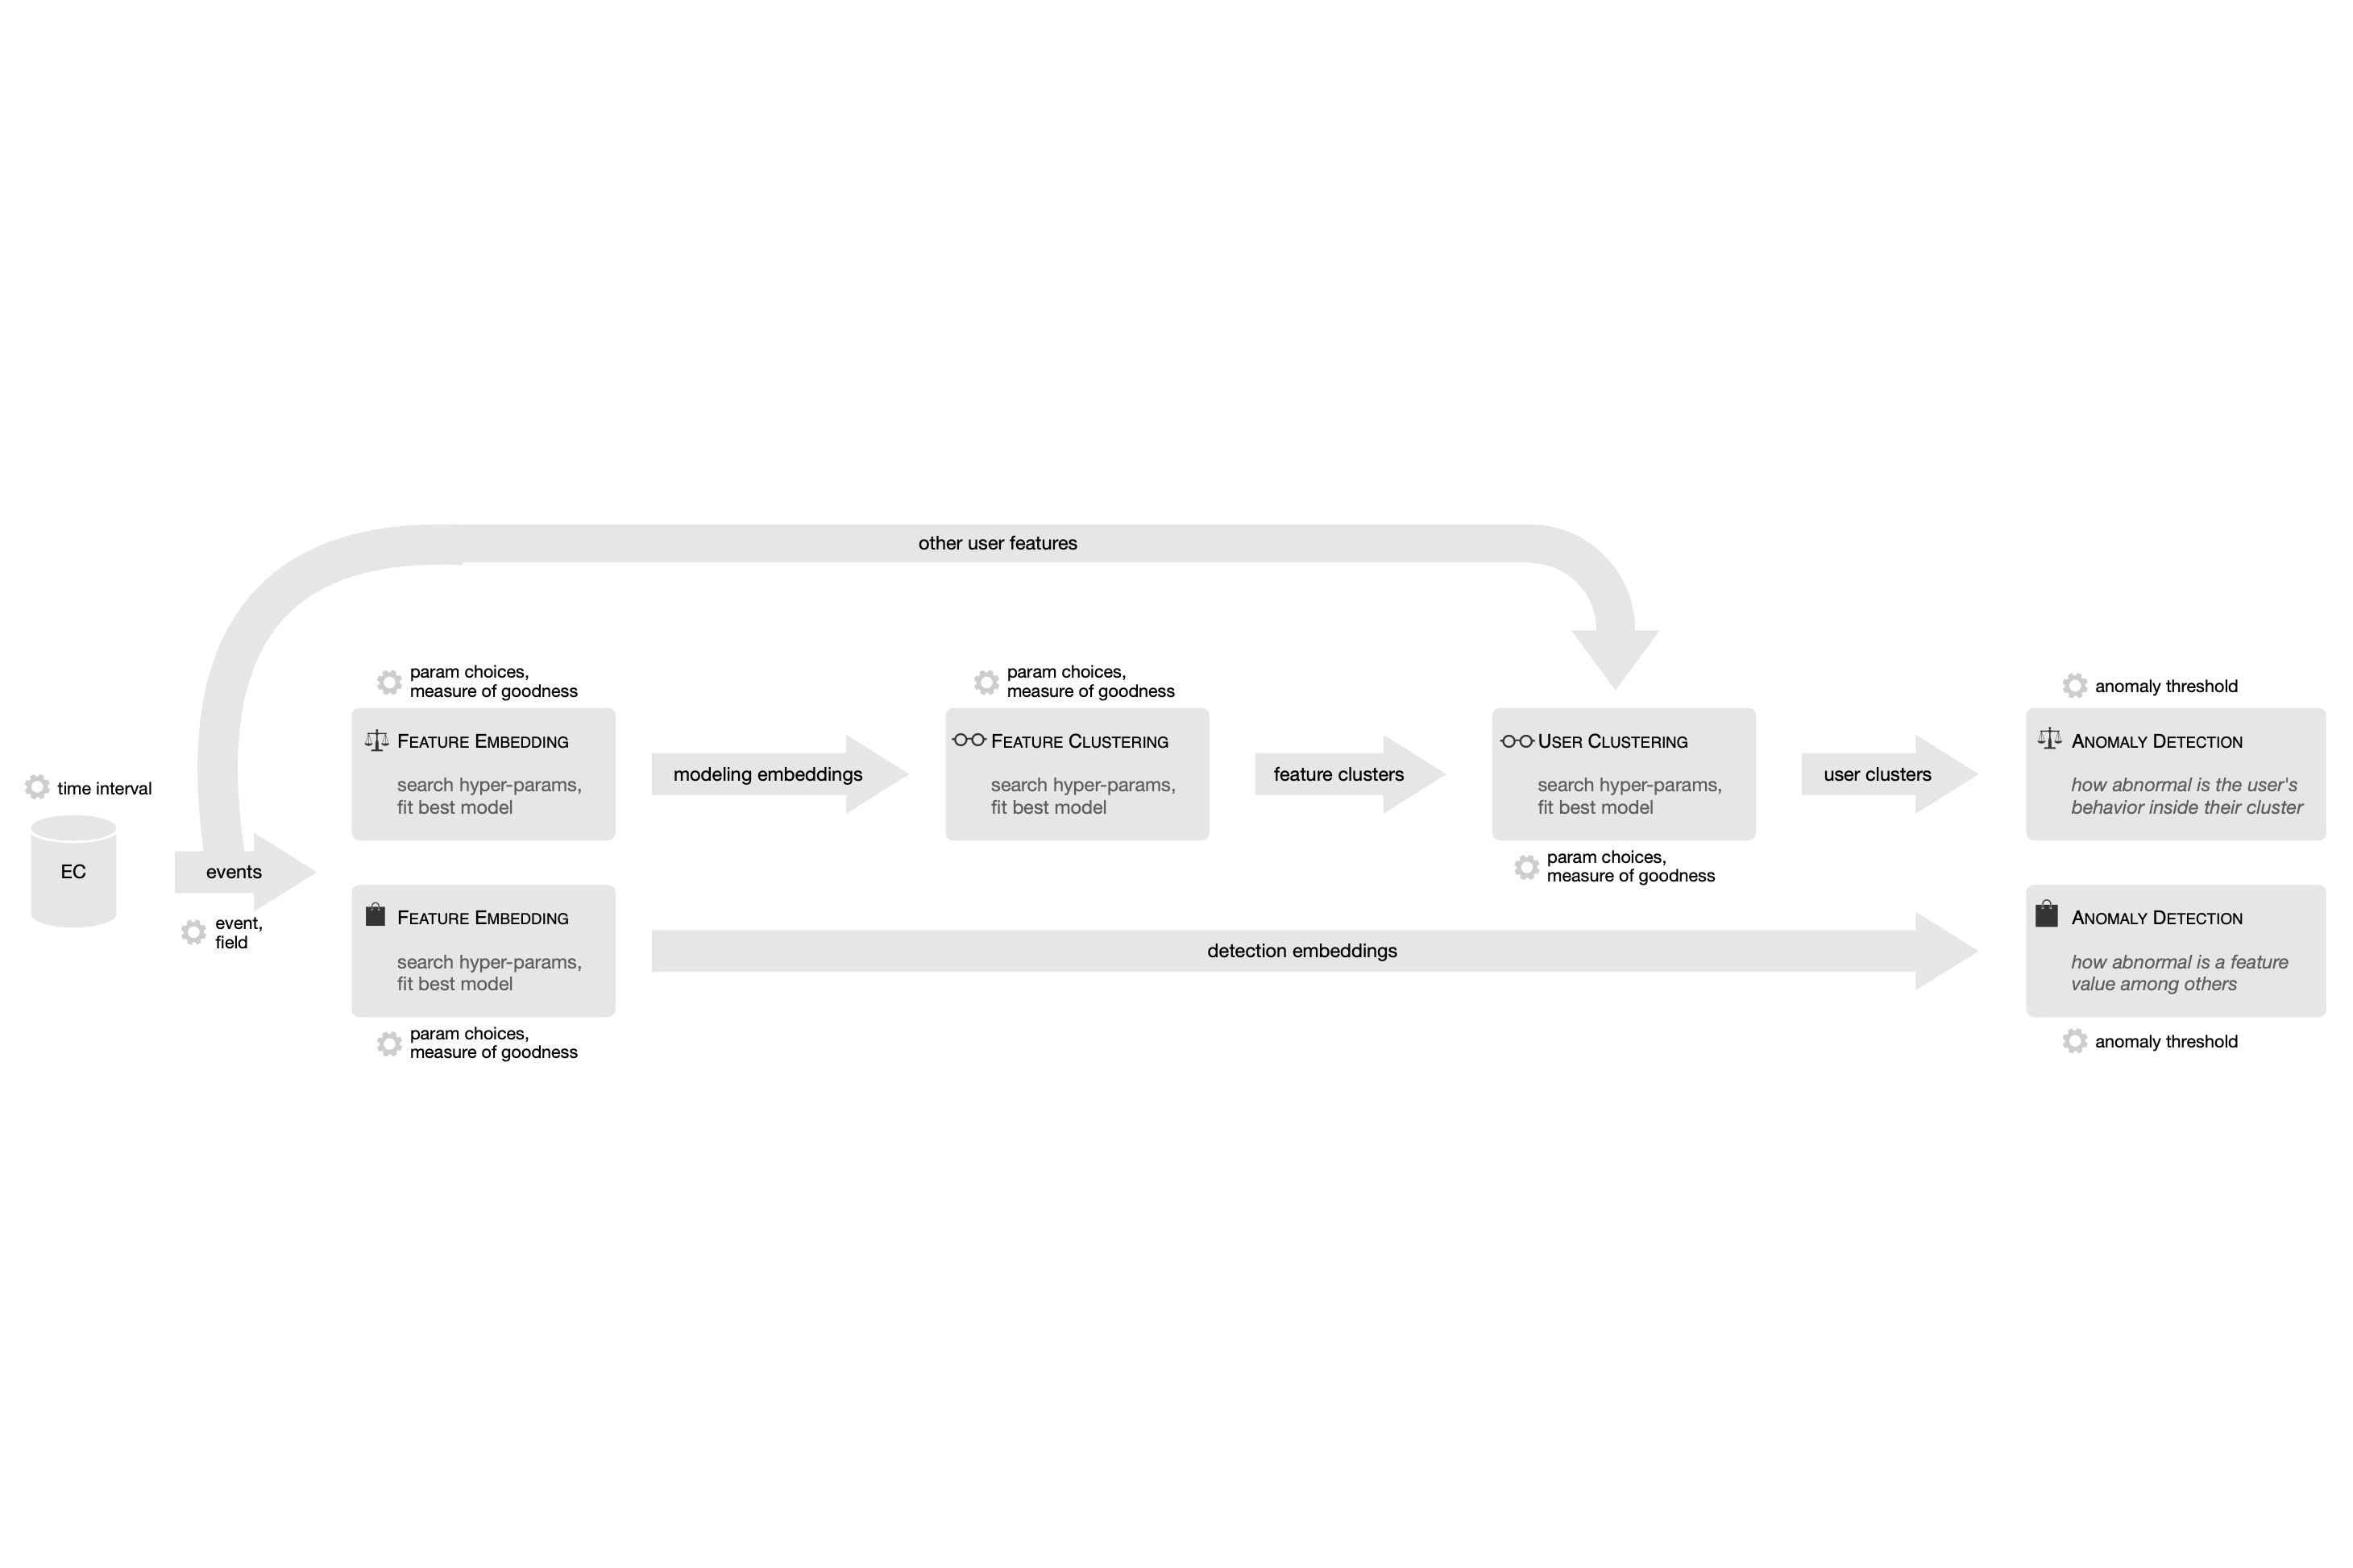 other user features
param choices,
measure of goodness
param choices,
measure of goodness
anomaly threshold
FEATURE EMBEDDING
search hyper-params,
fit best model
modeling embeddings
FEATURE CLUSTERING
search hyper-params,
fit best model
feature clusters
USER CLUSTERING
search hyper-params,
fit best model
param choices,
measure of goodness
user clusters
ANOMALY DETECTION
how abnormal is the user's
behavior inside their cluster
time interval
EC
events
event,
field
FEATURE EMBEDDING
search hyper-params,
fit best model
param choices,
measure of goodness
detection embeddings
ANOMALY DETECTION
how abnormal is a feature
value among others
anomaly threshold